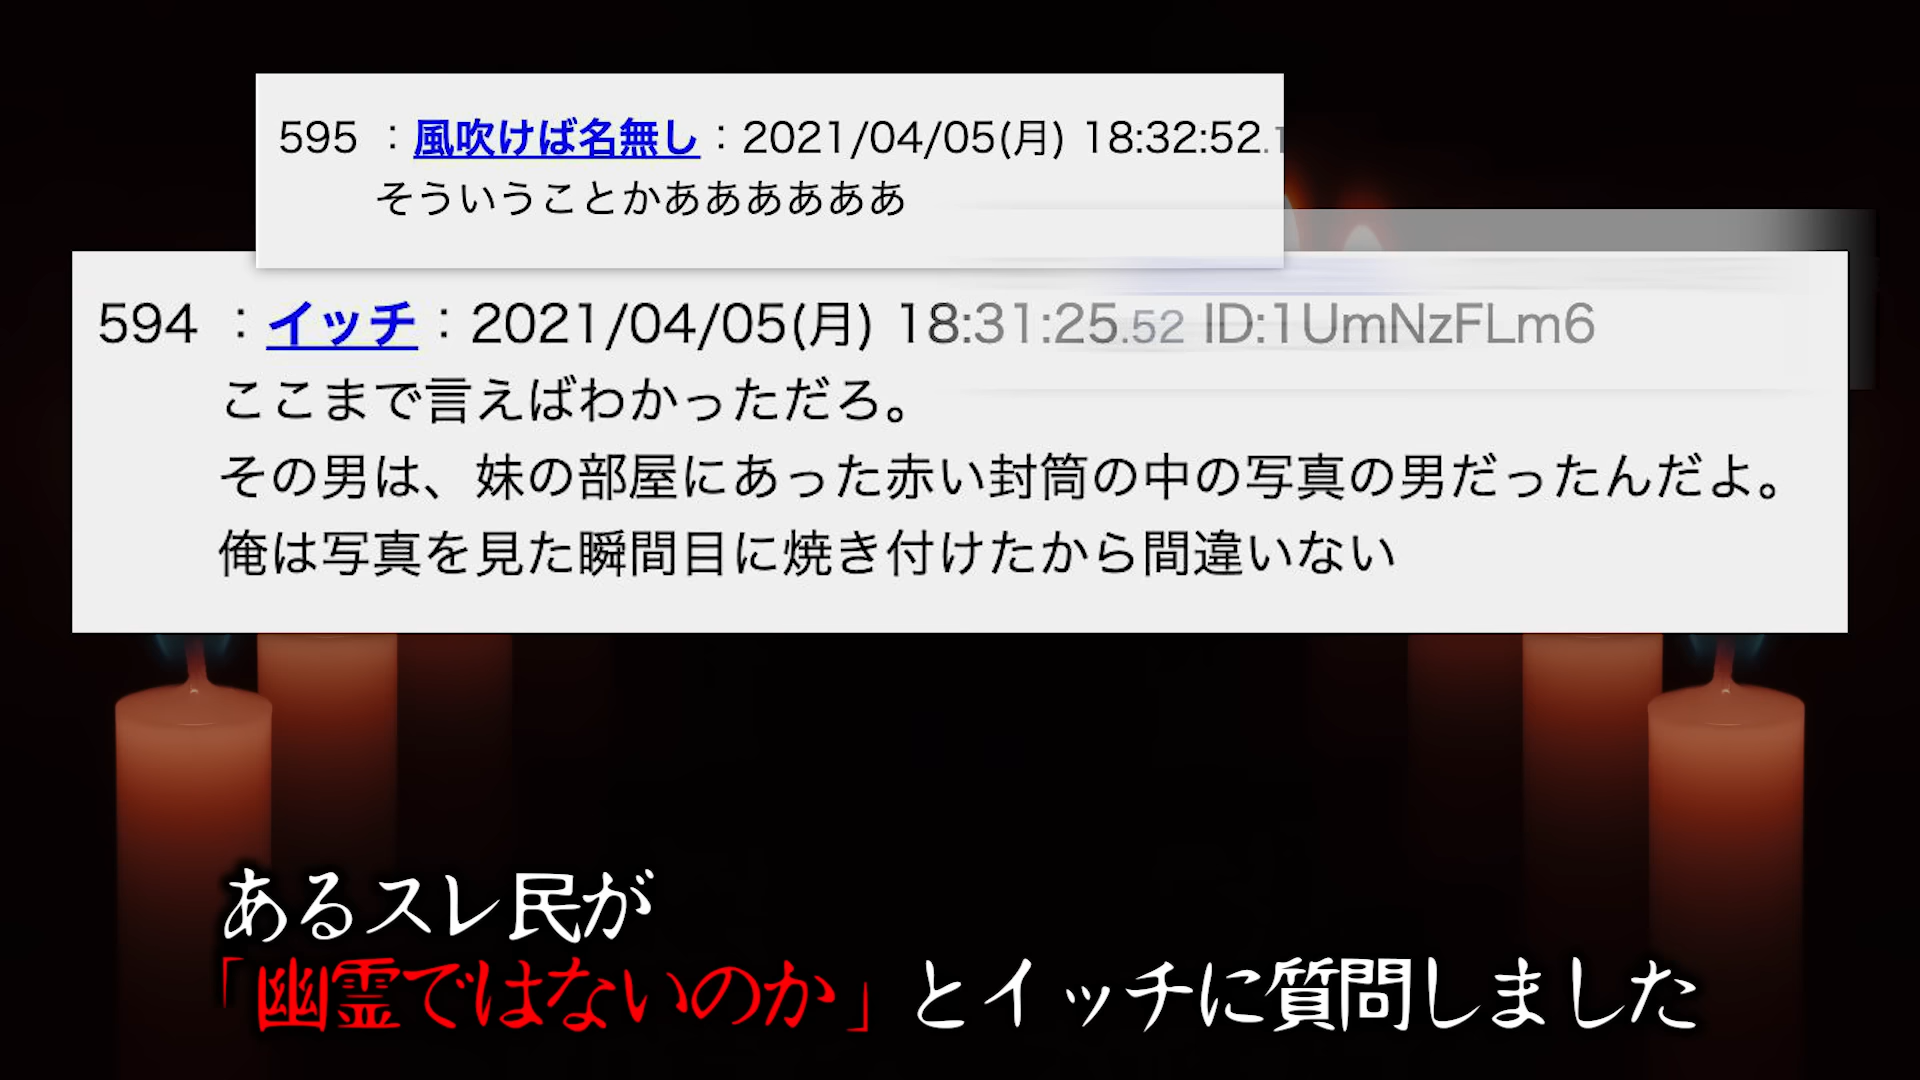 595 ：風吹けば名無し：2021/04/05(月) 18:32:52.1
そういうことかああああああ
594 ：イッチ：2021/04/05(月) 18:31:25.52 ID:1UmNzFLm6
ここまで言えばわかっただろ。
その男は、妹の部屋にあった赤い封筒の中の写真の男だったんだよ。
俺は写真を見た瞬間目に焼き付けたから間違いない
あるスレ民が
「幽霊ではないのか」とイッチに質問しました